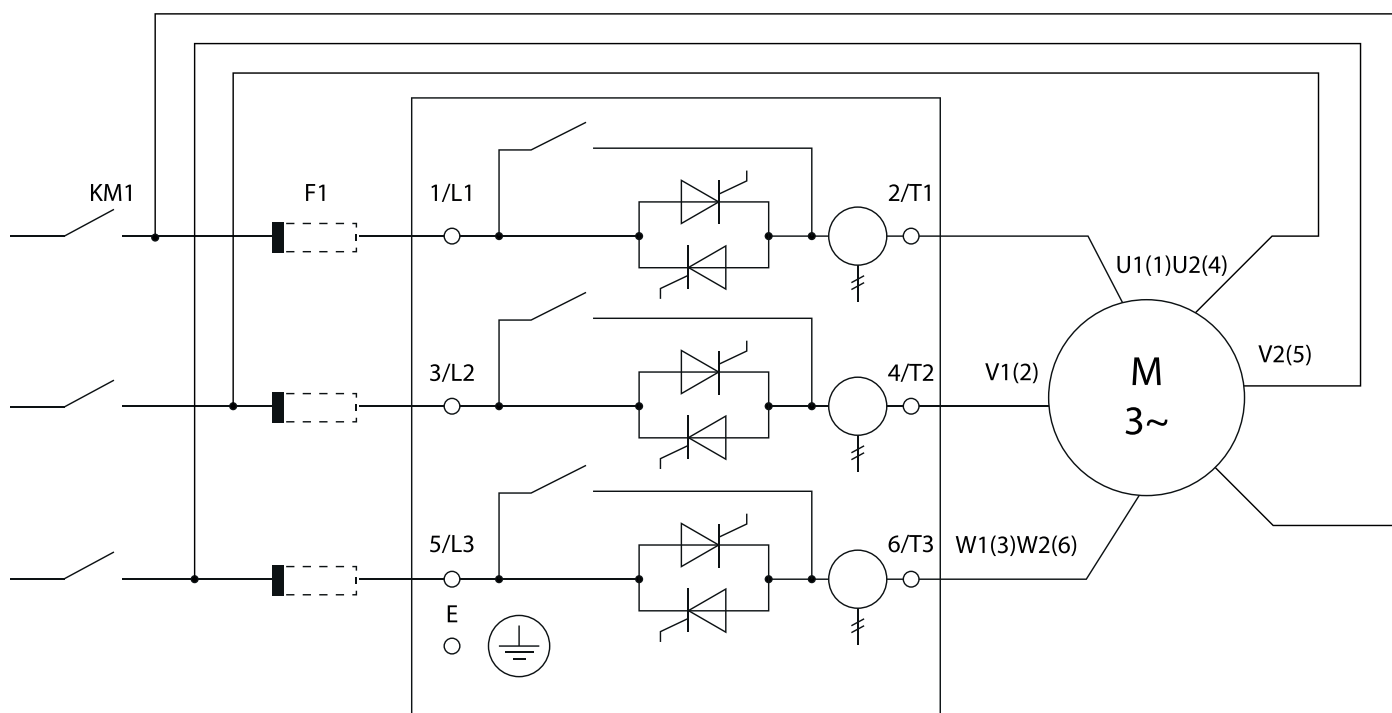 KM1
F1
1/L1
2/T1
U1(1)U2(4)
3/L2
4/T2
V1(2)
V2(5)
M
3~
5/L3
6/T3
W1(3)W2(6)
E